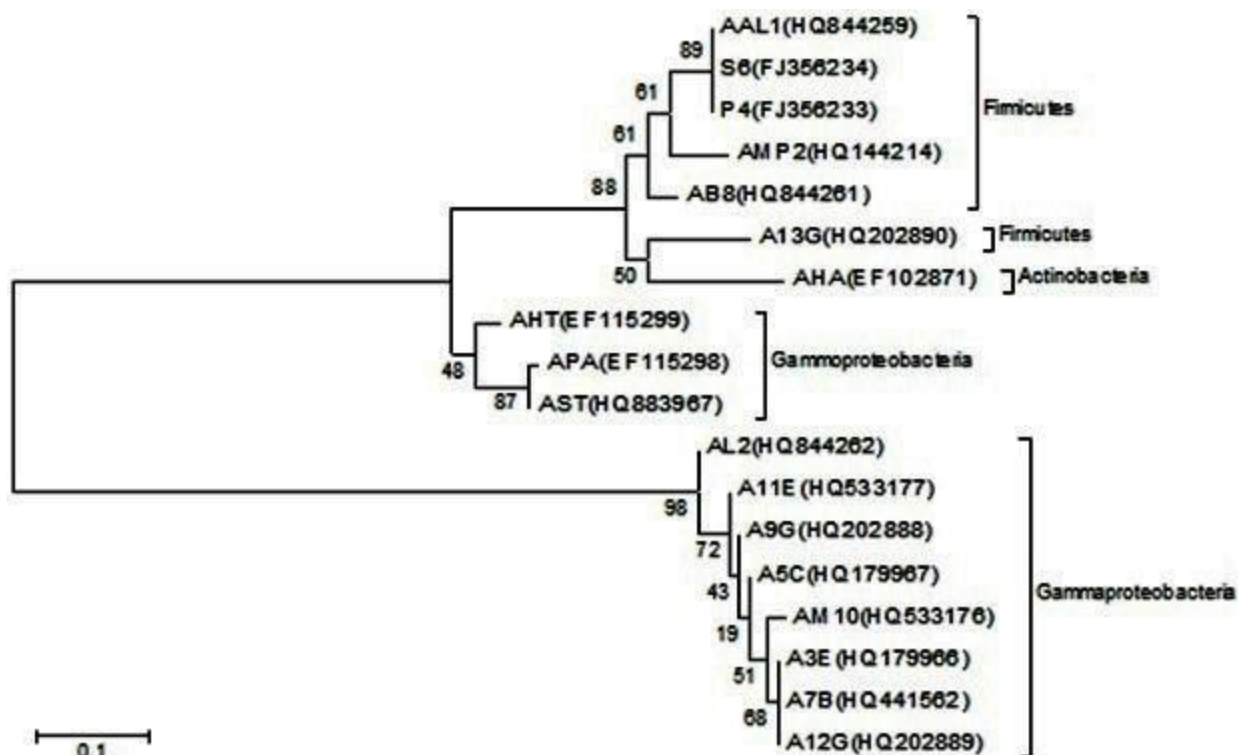 AAL1(HQ844259)
89
S6(FJ356234)
61
P4(FJ356233)
Firmicutes
61
AMP2(HQ144214)
88
AB8(HQ844261)
A13G(HQ202890)
Firmicutes
50
AHA(EF102871)
Actinobacteria
AHT(EF115299)
48
APA(EF115298)
Gammoproteobacteria
87
AST(HQ883967)
AL2(HQ844262)
98
A11E(HQ533177)
72
A9G(HQ202888)
43
A5C(HQ179967)
Gammaproteobacteria
19
AM10(HQ533176)
51
A3E(HQ179966)
68
A7B(HQ441562)
A12G(HQ202889)
0.1